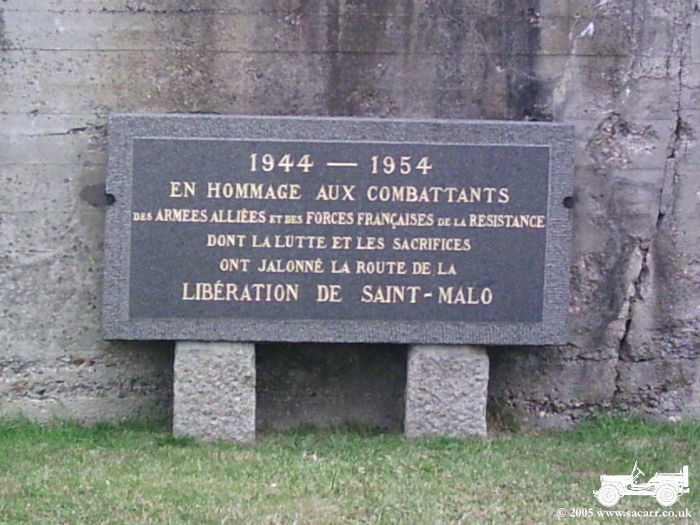 1944 — 1954
EN HOMMAGE AUX COMBATTANTS
DES ARMEES ALLIÉES ET DES FORCES FRANÇAISES DE LA RESISTANCE
DONT LA LUTTE ET LES SACRIFICES
ONT JALONNÉ LA ROUTE DE LA
LIBÉRATION DE SAINT-MALO
© 2005 www.sacarr.co.uk